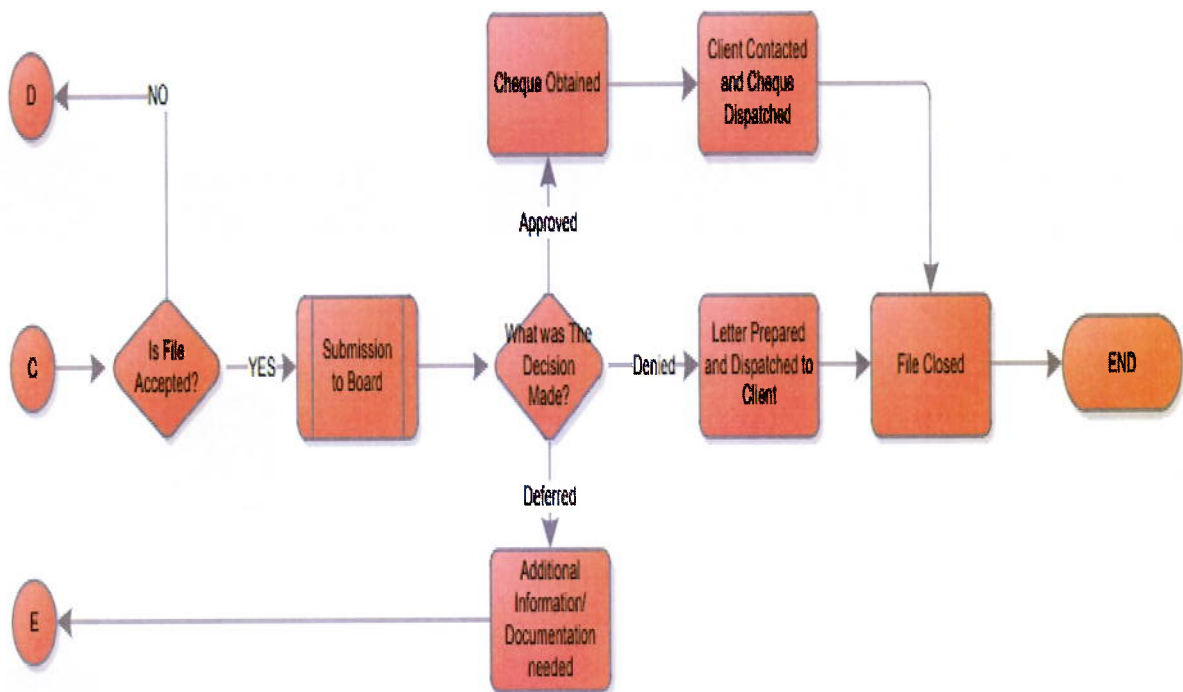 Cheque Obtained
Client Contacted
and Cheque
Dispatched
D
NO
Approved
C
Is File
Accepted?
YES
Submission
to Board
What was The
Decision
Made?
Denied
Letter Prepared
and Dispatched to
Client
File Closed
END
Deferred
Additional
Information/
Documentation
needed
E